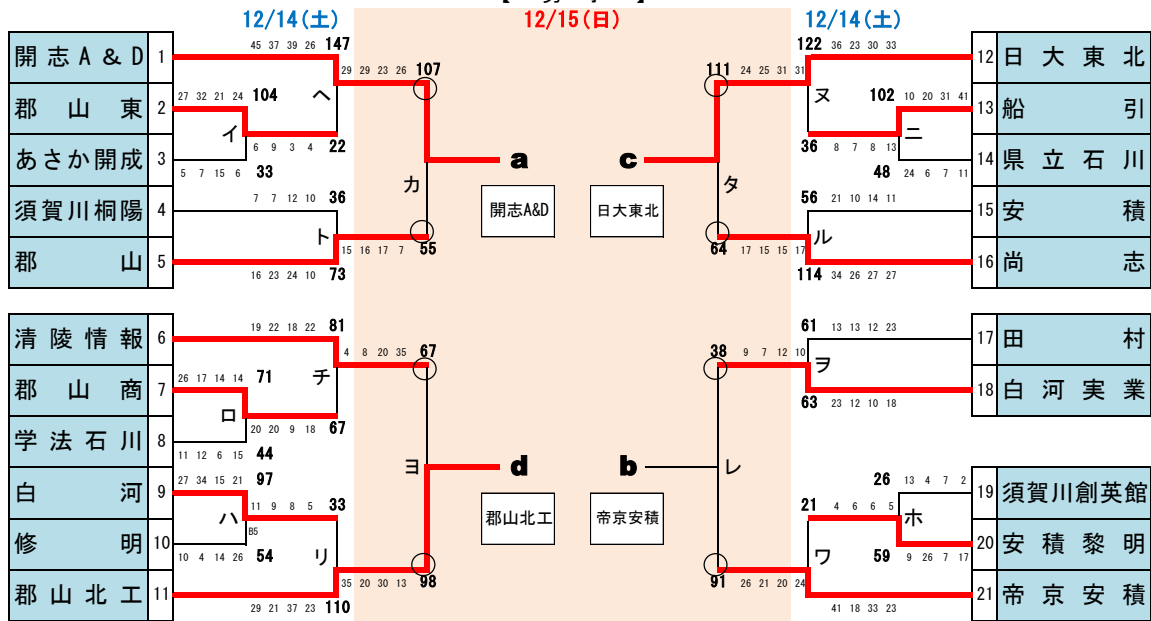 12/14(土) 12/15(日) 12/14(土)
45 37 39 26 147 122 36 23 30 33
開志A&D 1 12 日大東北
29 29 23 26 107 111 24 25 31 31
27 32 21 24 104 ヘ ヌ 102 10 20 31 41
郡山東 2 13 船引
イ ニ
6 9 3 4 22 36 8 7 8 13
あさか開成 3 a c 14 県立石川
5 7 15 6 33 48 24 6 7 11
カ タ
7 7 12 10 36 56 21 10 14 11
須賀川桐陽 4 開志A&D 日大東北 15 安積
ト ル
15 16 17 7 55 64 17 15 15 17
郡山 5 16 尚志
16 23 24 10 73 114 34 26 27 27
19 22 18 22 81 61 13 13 12 23
清陵情報 6 17 田村
4 8 20 35 67 38 9 7 12 10
26 17 14 14 71 チ ヲ
郡山商 7 18 白河実業
63 23 12 10 18
ロ
20 20 9 18 67
学法石川 8
11 12 6 15 44
ヨ d b レ
27 34 15 21 97 26 13 4 7 2
白河 9 19 須賀川創英館
11 9 8 5 33 21 4 6 6 5
ハ 郡山北工 帝京安積 ホ
B5
修明 10 20 安積黎明
10 4 14 26 54 リ ワ 59 9 26 7 17
35 20 30 13 98 91 26 21 20 24
郡山北工 11 21 帝京安積
29 21 37 23 110 41 18 33 23